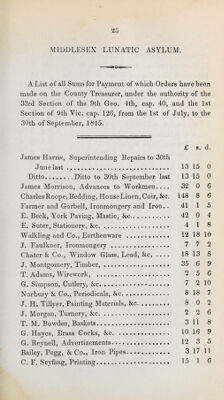 25
MIDDLESEX LUNATIC ASYLUM.
A List of all Sums for Payment of which Orders have been
made on the County Treasurer, under the authority of the
33rd Section of the 9th Geo. 4th, cap. 40, and the 1st
Section of 9th Vic. cap. 126, from the 1st of July, to the
30th of September, 1845.
£ s. d.
James Harris, Superintending Repairs to 30th
June last 13 15 0
Ditto Ditto to 30th September last 13 15 0
James Morrison, Advances to Workmen 32 0 6
Charles Roope, Bedding, House Linen, Coir, &c. 148 8 6
Farmer and Gorbell, Ironmongery and Iron 41 1 5
E. Beck, York Paving, Mastic, &c. 42 0 4
E. Suter, Stationery, &c. 4 1 8
Walkling and Co., Earthenware 12 18 10
J. Faulkner, Ironmongery 7 7 2
Chater & Co., Window Glass, Lead, &c. 18 13 8
J. Montgomery, Timber, 35 6 9
T. Adams, Wirework, 2 5 6
G. Simpson, Cutlery, &c. 7 2 10
Norbury & Co., Periodicals, &c. 8 18 7
J. H. Tillyer, Painting Materials, &c. 8 0 2
J. Morgan, Turnery, &c. 2 2 6
T. M. Bowden, Baskets 3 11 8
G. Hayes, Brass Cocks, &c. 10 16 9
G. Reynell, Advertizements 12 3 5
Bailey, Pegg, & Co., Iron Pipes 3 17 11
C. F. Seyfang, Printing 15 1 6